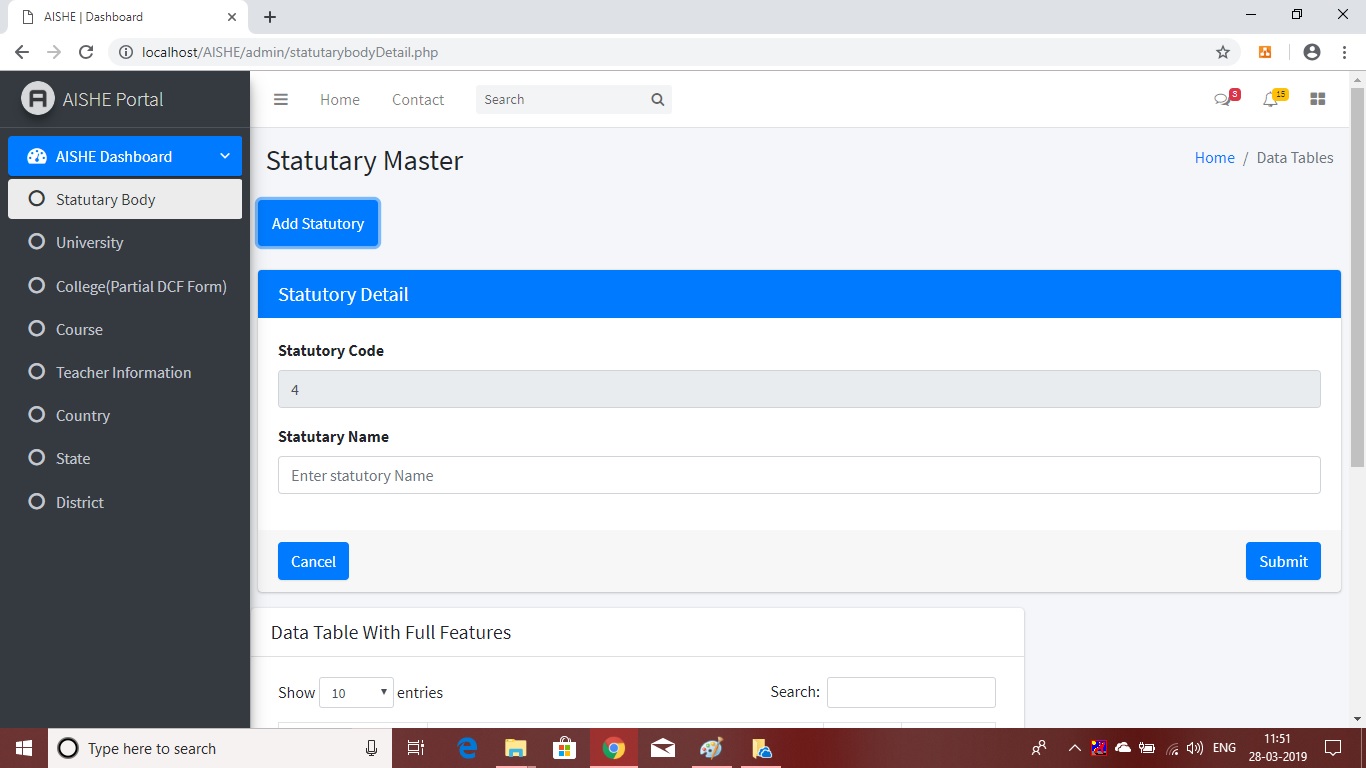 AISHE | Dashboard
localhost/AISHE/admin/statutarybodyDetail.php
AISHE Portal
Home
Contact
Search
3
15
AISHE Dashboard
Statutary Body
University
College(Partial DCF Form)
Course
Teacher Information
Country
State
District
Statutary Master
Home / Data Tables
Add Statutory
Statutory Detail
Statutory Code
4
Statutary Name
Enter statutory Name
Cancel
Submit
Data Table With Full Features
Show 10 entries
Search:
Type here to search
ENG
11:51
28-03-2019